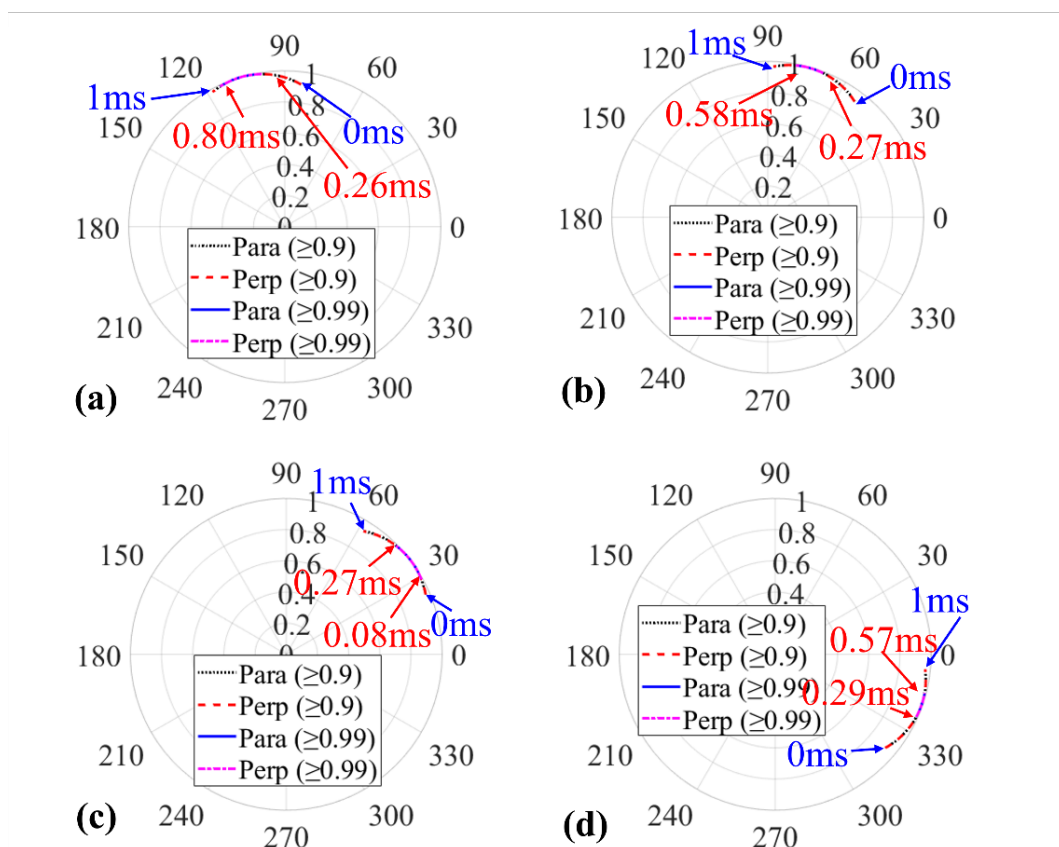 90
120
60
1
1ms
0.8
0ms
150
30
0.80ms
0.6
0.4
0.26ms
0.2
180
0
0
Para (≥0.9)
Perp (≥0.9)
Para (≥0.99)
Perp (≥0.99)
210
330
240
300
270
(a)
1ms
90
120
60
1
0ms
0.8
0.58ms
150
30
0.6
0.27ms
0.4
0.2
180
0
Para (≥0.9)
Perp (≥0.9)
Para (≥0.99)
Perp (≥0.99)
210
330
240
300
270
(b)
90
1ms
120
60
1
0.8
150
30
0.6
0.27ms
0.4
0.08ms
0ms
0.2
180
0
0
Para (≥0.9)
Perp (≥0.9)
Para (≥0.99)
Perp (≥0.99)
210
330
240
300
270
(c)
90
120
60
1
0.8
150
30
0.6
0.4
1ms
Para (≥0.9)
Perp (≥0.9)
Para (≥0.99)
Perp (≥0.99)
0.57ms
180
0
0.29ms
0ms
210
330
240
300
270
(d)